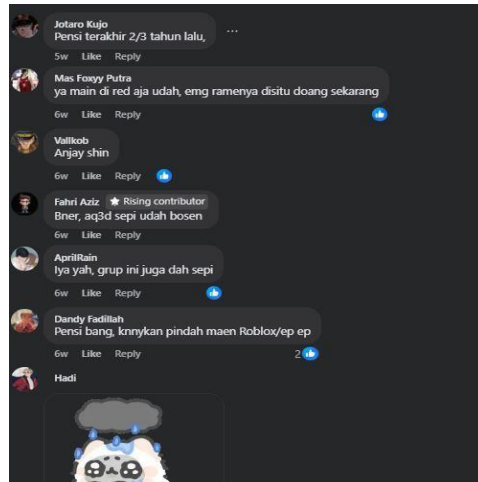 Jotaro Kujo
Pensi terakhir 2/3 tahun lalu,
...
5w Like Reply
Mas Foxyy Putra
ya main di red aja udah, emg ramenya disitu doang sekarang
6w Like Reply
Vallkob
Anjay shin
6w Like Reply
Fahri Aziz Rising contributor
Bner, aq3d sepi udah bosen
6w Like Reply
AprilRain
Iya yah, grup ini juga dah sepi
6w Like Reply
Dandy Fadillah
Pensi bang, knnykan pindah maen Roblox/ep ep
6w Like Reply 2
Hadi